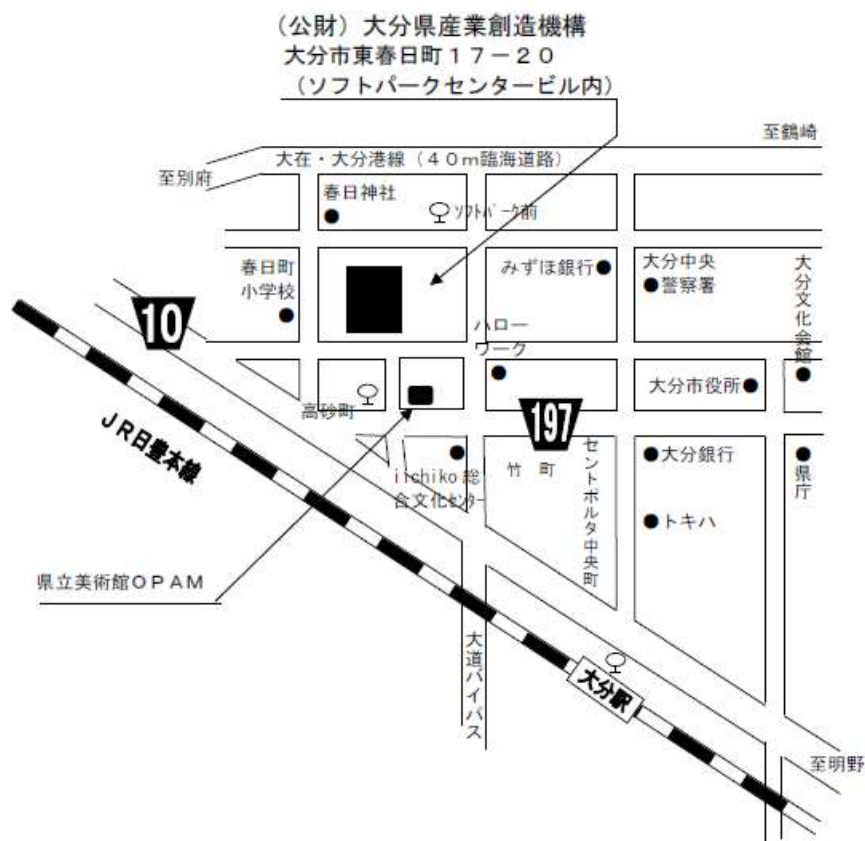 (公財)大分県産業創造機構
大分市東春日町17-20
(ソフトパークセンタービル内)
至鶴崎
大在・大分港線(40m臨海道路)
至別府
春日神社
ソフトパーク前
春日町
小学校
みずほ銀行
大分中央
警察署
大分文化会館
10
ハロー
ワーク
大分市役所
高砂町
197
JR日豊本線
iichiko総
合文化センター
竹町
セントポルタ中央町
大分銀行
県庁
トキハ
県立美術館OPAM
大道バイパス
大分駅
至明野